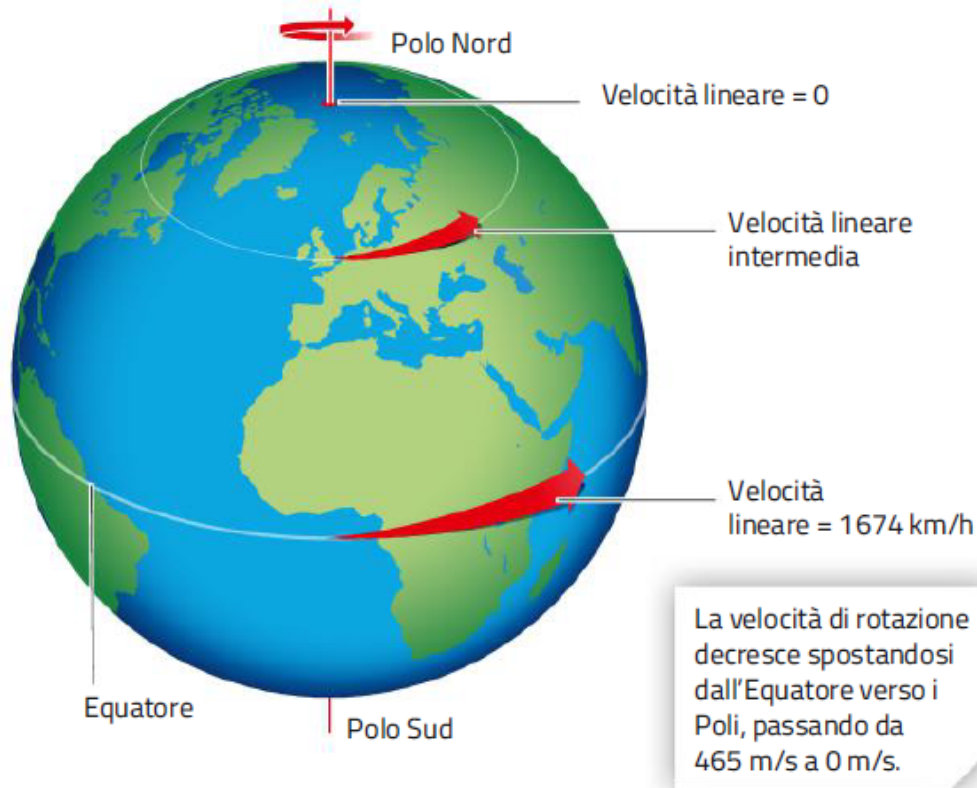 Polo Nord
Velocità lineare = 0
Velocità lineare
intermedia
Velocità
lineare = 1674 km/h
La velocità di rotazione
decresce spostandosi
dall'Equatore verso i
Poli, passando da
465 m/s a 0 m/s.
Equatore
Polo Sud